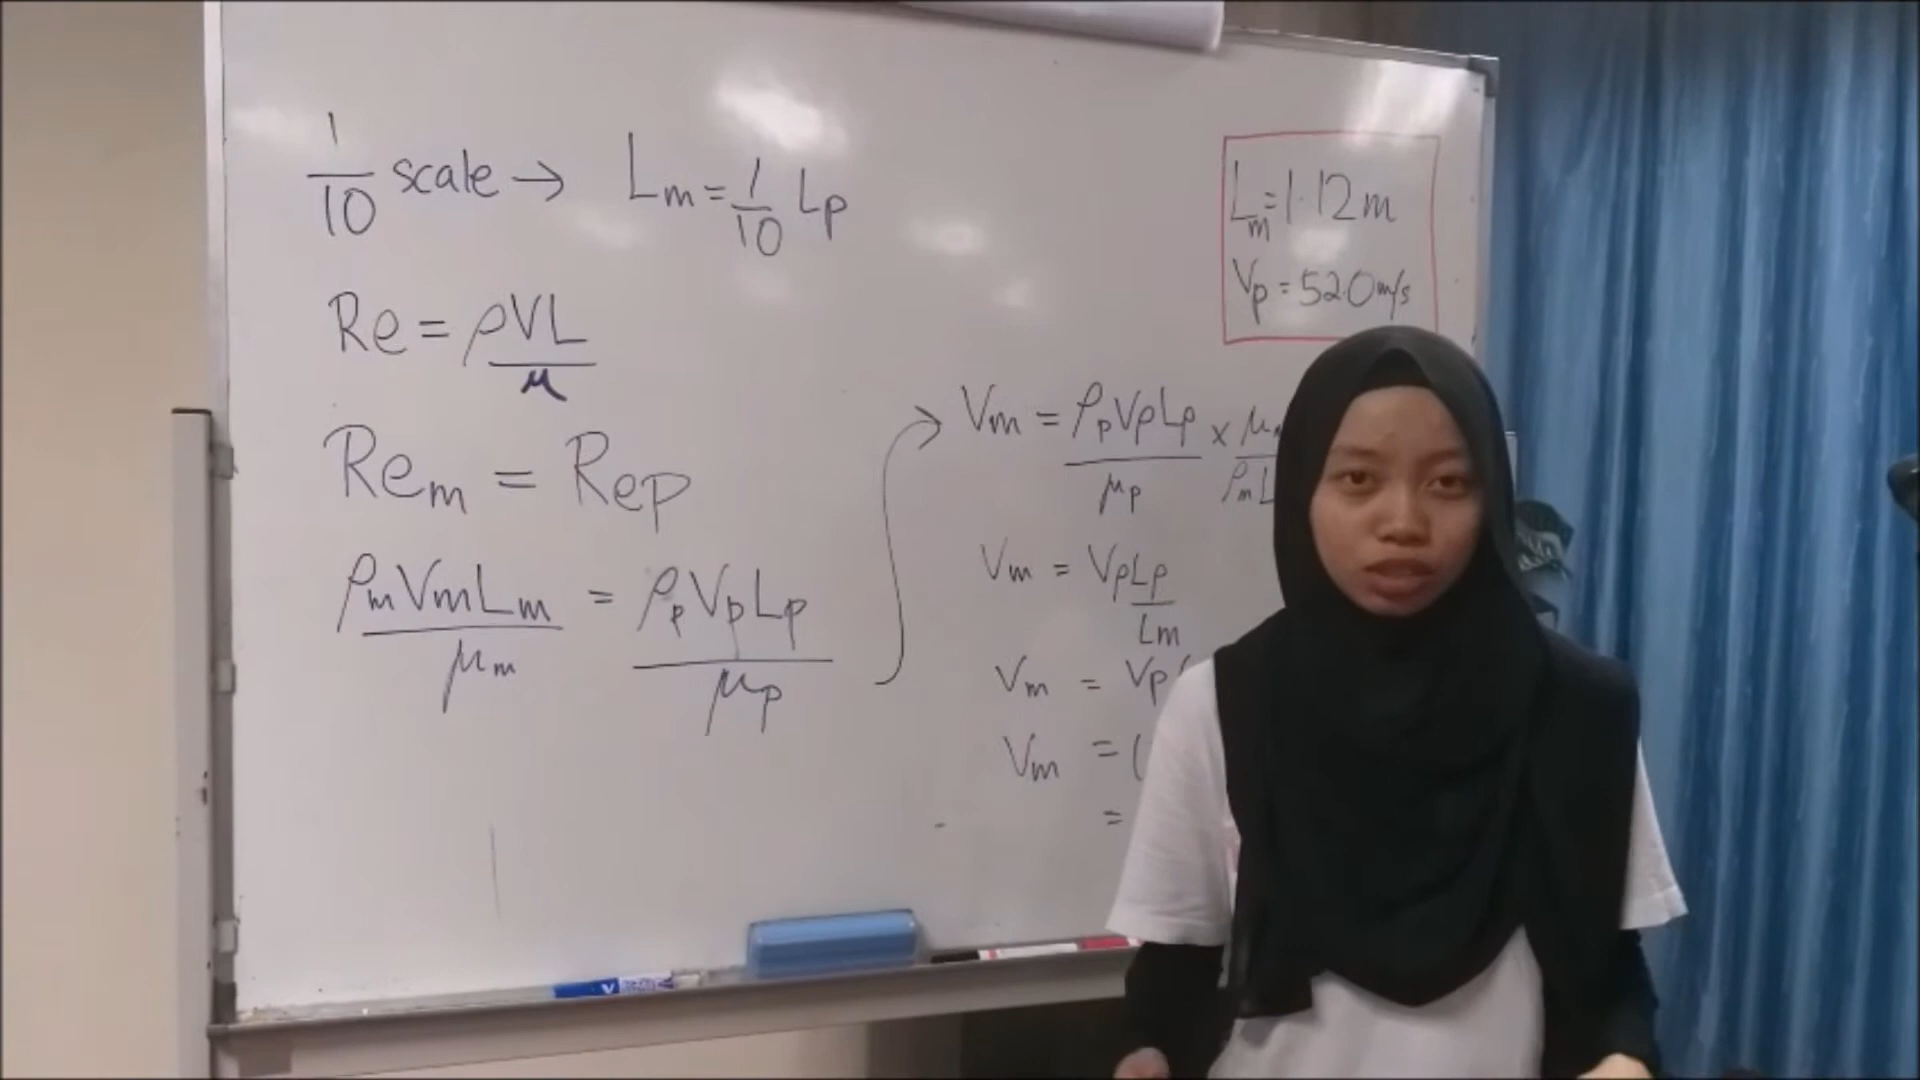 1/10 scale → Lm = 1/10 Lp
Re = ρVL/μ
Rem = Rep
ρmVmLm/μm = ρpVpLp/μp
Lm = 1.12m
Vp = 52.0m/s
Vm = ρpVpLp/μp ×
Vm = VpLp/Lm
Vm = Vp
Vm = (
=